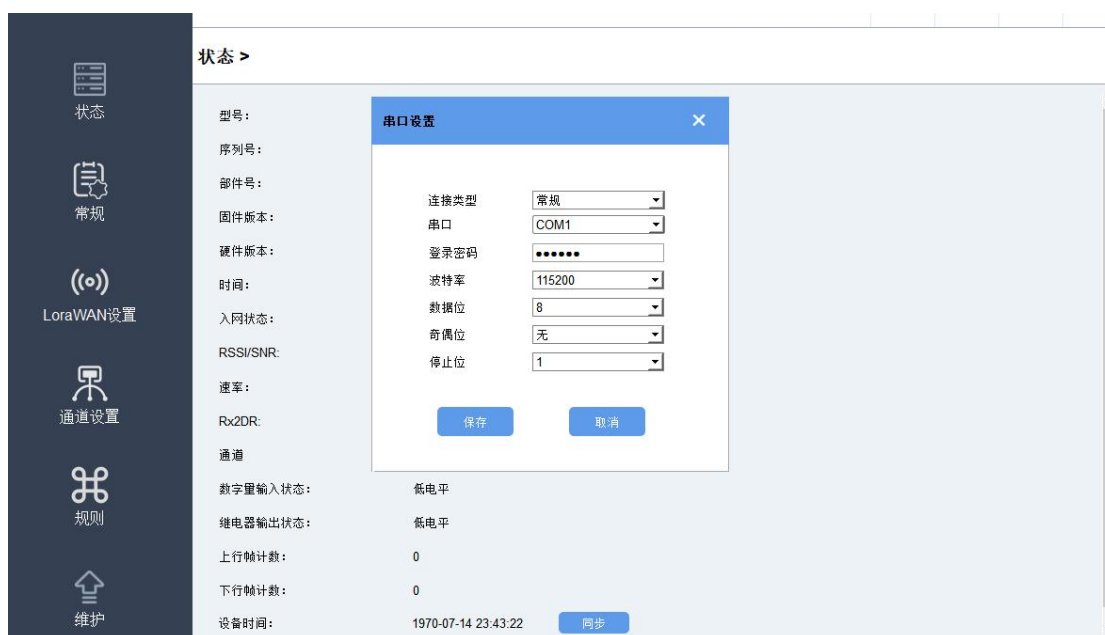 状态 >
状态
常规
LoraWAN设置
通道设置
规则
维护
型号：
序列号：
部件号：
固件版本：
硬件版本：
时间：
入网状态：
RSSI/SNR:
速率：
Rx2DR:
通道
数字量输入状态： 低电平
继电器输出状态： 低电平
上行帧计数： 0
下行帧计数： 0
设备时间： 1970-07-14 23:43:22 同步
串口设置 ×
连接类型 常规
串口 COM1
登录密码 ●●●●●●
波特率 115200
数据位 8
奇偶位 无
停止位 1
保存 取消